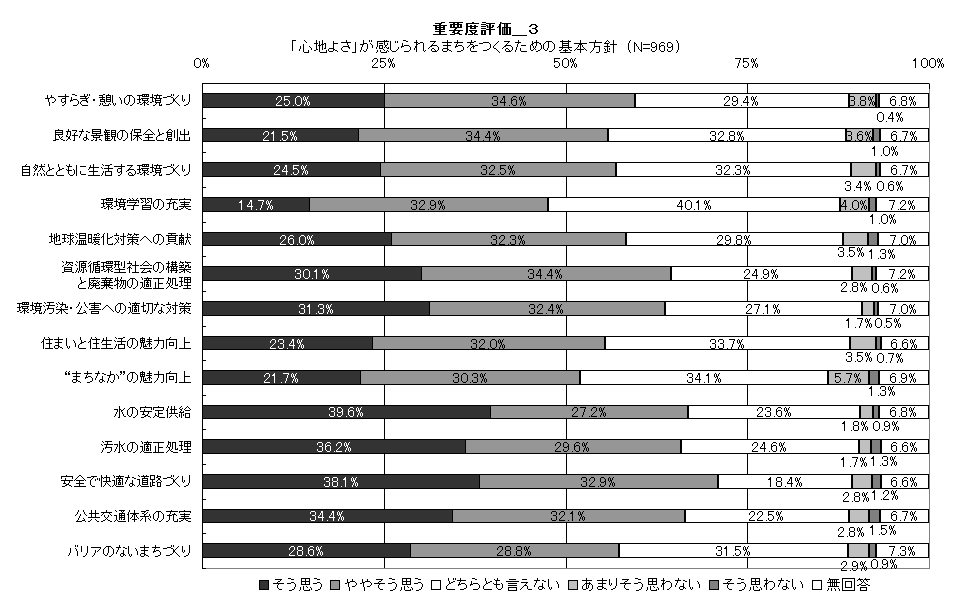 重要度評価＿3
「心地よさ」が感じられるまちをつくるための基本方針（N=969）
0% 25% 50% 75% 100%
やすらぎ・憩いの環境づくり 25.0% 34.6% 29.4% 3.8% 6.8%
0.4%
良好な景観の保全と創出 21.5% 34.4% 32.8% 3.6% 6.7%
1.0%
自然とともに生活する環境づくり 24.5% 32.5% 32.3% 6.7%
3.4% 0.6%
環境学習の充実 14.7% 32.9% 40.1% 4.0% 7.2%
1.0%
地球温暖化対策への貢献 26.0% 32.3% 29.8% 7.0%
3.5% 1.3%
資源循環型社会の構築
と廃棄物の適正処理 30.1% 34.4% 24.9% 7.2%
2.8% 0.6%
環境汚染・公害への適切な対策 31.3% 32.4% 27.1% 7.0%
1.7% 0.5%
住まいと住生活の魅力向上 23.4% 32.0% 33.7% 6.6%
3.5% 0.7%
“まちなか”の魅力向上 21.7% 30.3% 34.1% 5.7% 6.9%
1.3%
水の安定供給 39.6% 27.2% 23.6% 6.8%
1.8% 0.9%
汚水の適正処理 36.2% 29.6% 24.6% 6.6%
1.7% 1.3%
安全で快適な道路づくり 38.1% 32.9% 18.4% 6.6%
2.8% 1.2%
公共交通体系の充実 34.4% 32.1% 22.5% 6.7%
2.8% 1.5%
バリアのないまちづくり 28.6% 28.8% 31.5% 7.3%
2.9% 0.9%
そう思う ややそう思う どちらとも言えない あまりそう思わない そう思わない 無回答